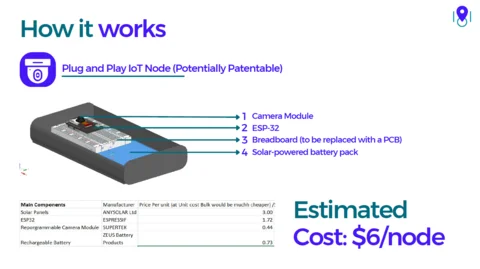 How it works
Plug and Play IoT Node (Potentially Patentable)
1 Camera Module
2 ESP-32
3 Breadboard (to be replaced with a PCB)
4 Solar-powered battery pack
Main Components Manufacturer Price Per unit (at Unit cost Bulk would be much cheaper) /
Solar Panels ANYSOLAR Ltd 3.00
ESP32 ESPRESSIF 1.72
Reporgrammable Camera Module SUPERTEK 0.44
ZEUS Battery
Rechargeable Battery Products 0.73
Estimated
Cost: $6/node